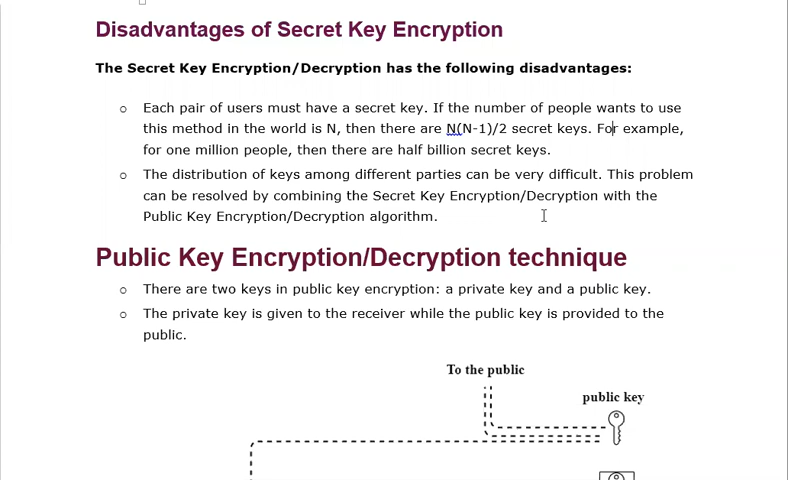 Disadvantages of Secret Key Encryption
The Secret Key Encryption/Decryption has the following disadvantages:
o Each pair of users must have a secret key. If the number of people wants to use
this method in the world is N, then there are N(N-1)/2 secret keys. For example,
for one million people, then there are half billion secret keys.
o The distribution of keys among different parties can be very difficult. This problem
can be resolved by combining the Secret Key Encryption/Decryption with the
Public Key Encryption/Decryption algorithm.
Public Key Encryption/Decryption technique
o There are two keys in public key encryption: a private key and a public key.
o The private key is given to the receiver while the public key is provided to the
public.
To the public
public key